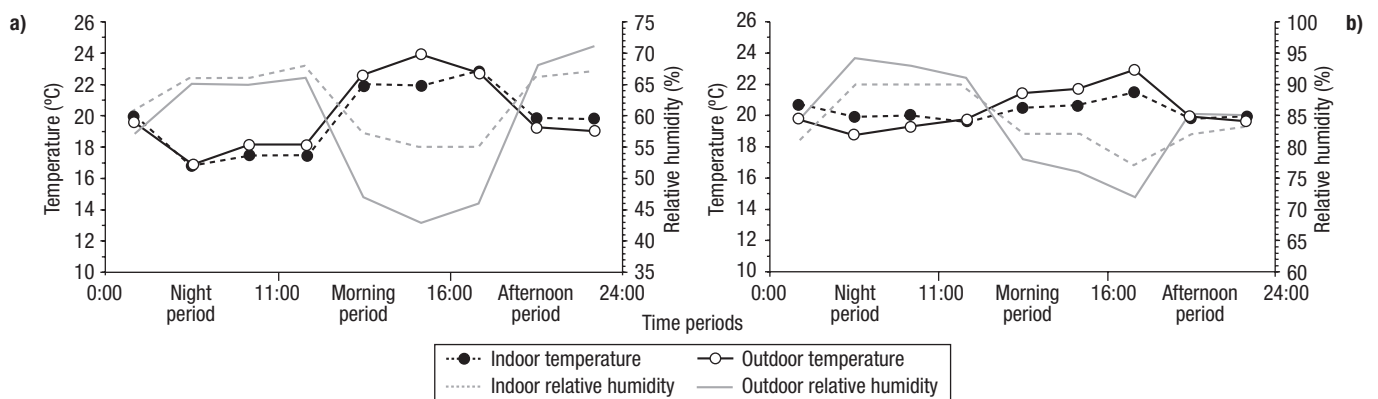 a)
26
24
22
20
18
16
14
12
10
Temperature (ºC)
75
70
65
60
55
50
45
40
35
Relative humidity (%)
0:00
Night
period
11:00
Morning
period
16:00
Afternoon
period
24:00
b)
26
24
22
20
18
16
14
12
10
Temperature (ºC)
100
95
90
85
80
75
70
65
60
Relative humidity (%)
0:00
Night
period
11:00
Morning
period
16:00
Afternoon
period
24:00
Time periods
Indoor temperature
Outdoor temperature
Indoor relative humidity
Outdoor relative humidity